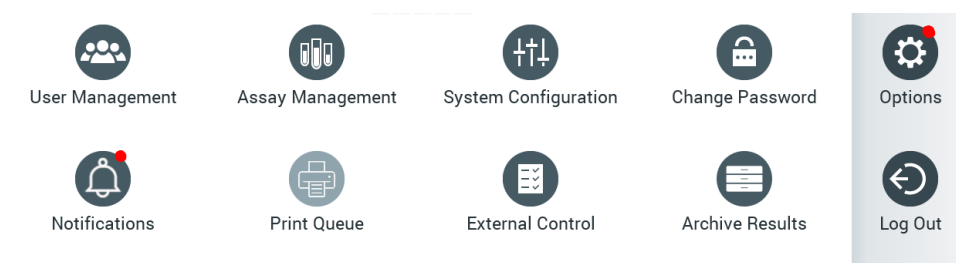 User Management
Assay Management
System Configuration
Change Password
Options
Notifications
Print Queue
External Control
Archive Results
Log Out